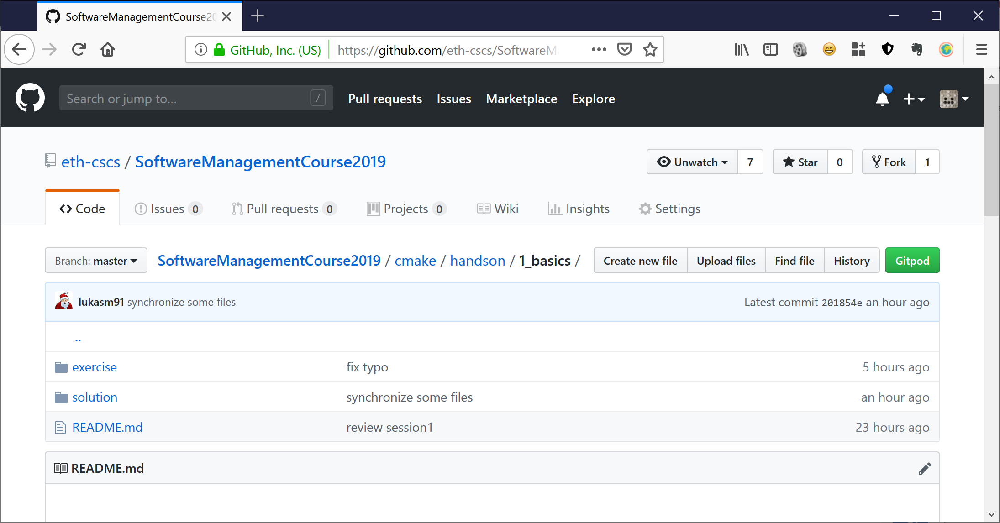 SoftwareManagementCourse20
GitHub, Inc. (US) https://github.com/eth-cscs/SoftwareM
Search or jump to... / Pull requests Issues Marketplace Explore
eth-cscs / SoftwareManagementCourse2019 Unwatch 7 Star 0 Fork 1
Code Issues 0 Pull requests 0 Projects 0 Wiki Insights Settings
Branch: master SoftwareManagementCourse2019 / cmake / handson / 1_basics / Create new file Upload files Find file History Gitpod
lukasm91 synchronize some files Latest commit 201854e an hour ago
..
exercise fix typo 5 hours ago
solution synchronize some files an hour ago
README.md review session1 23 hours ago
README.md